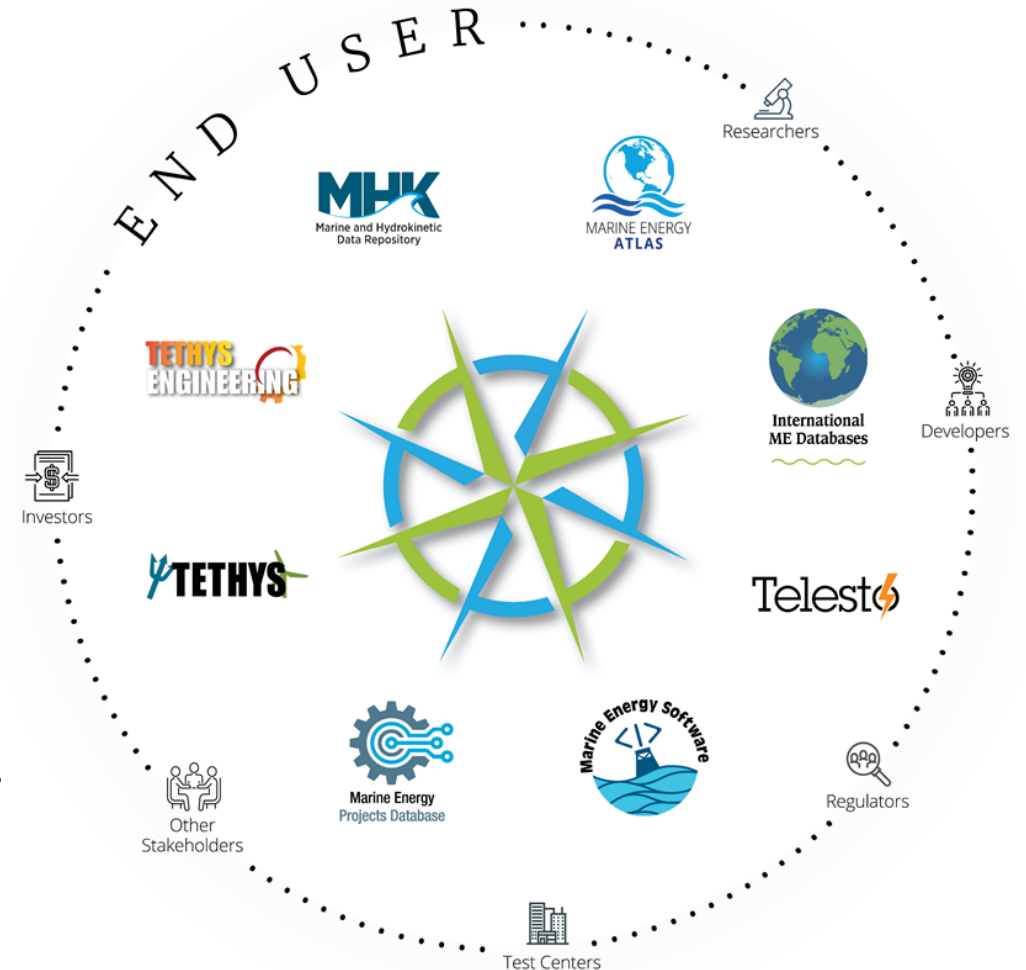 END USER
Researchers
MHK
Marine and Hydrokinetic
Data Repository
MARINE ENERGY
ATLAS
TETHYS
ENGINEERING
International
ME Databases
Developers
Investors
TETHYS
Telesto
Marine Energy
Projects Database
Marine Energy Software
</>
Other
Stakeholders
Regulators
Test Centers